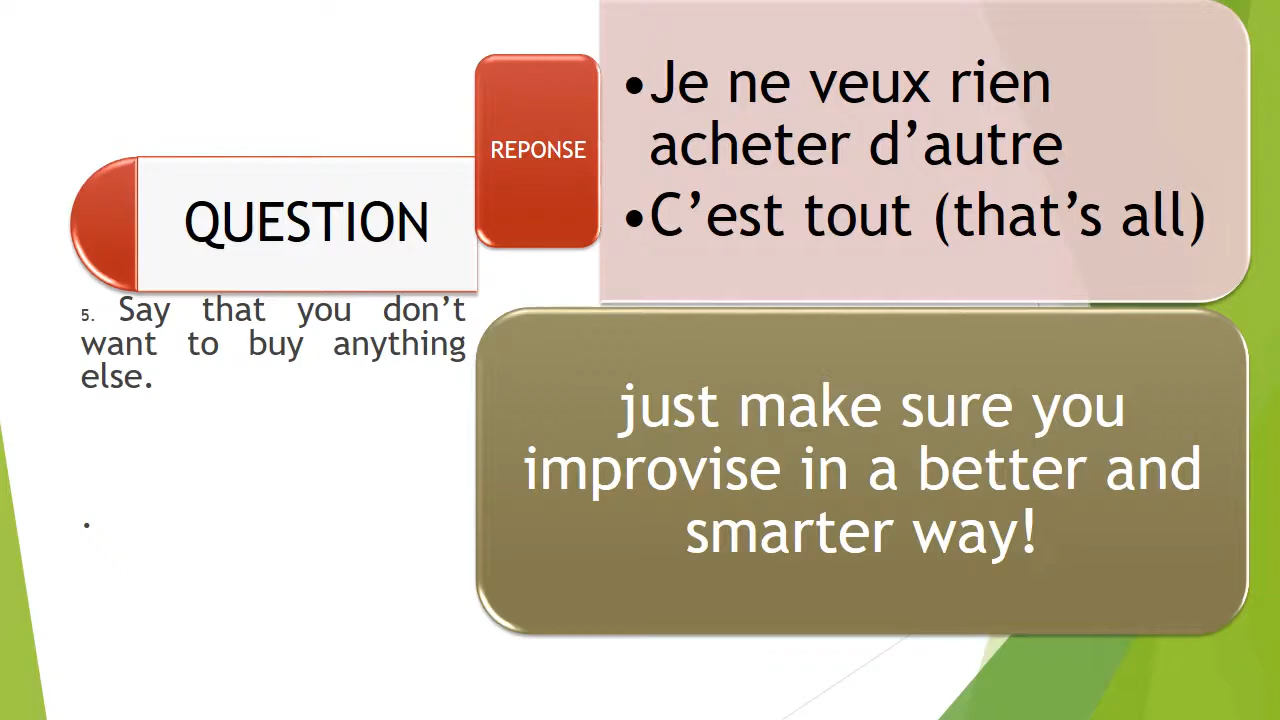 QUESTION
5. Say that you don’t
want to buy anything
else.
.
REPONSE
•Je ne veux rien
acheter d’autre
•C’est tout (that’s all)
just make sure you
improvise in a better and
smarter way!